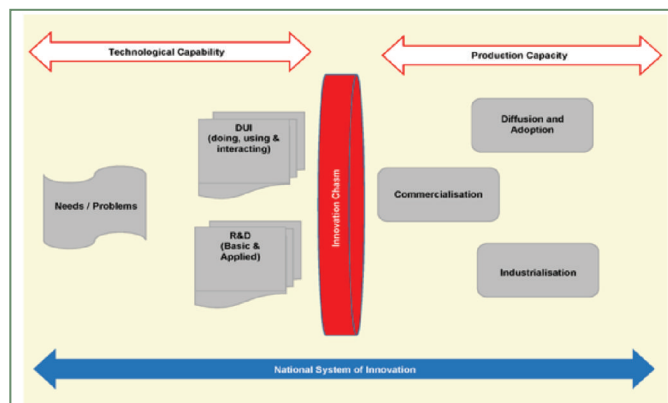 Technological Capability
Production Capacity
DUI
(doing, using &
interacting)
Diffusion and
Adoption
Needs / Problems
Innovation Chasm
Commercialisation
R&D
(Basic &
Applied)
Industrialisation
National System of Innovation